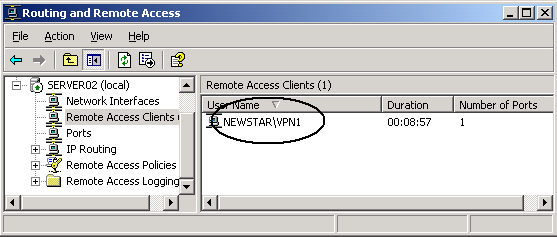 Routing and Remote Access
File Action View Help
SERVER02 (local)
Network Interfaces
Remote Access Clients (
Ports
IP Routing
Remote Access Policies
Remote Access Logging
Remote Access Clients (1)
User Name Duration Number of Ports
NEWSTAR\VPN1 00:08:57 1